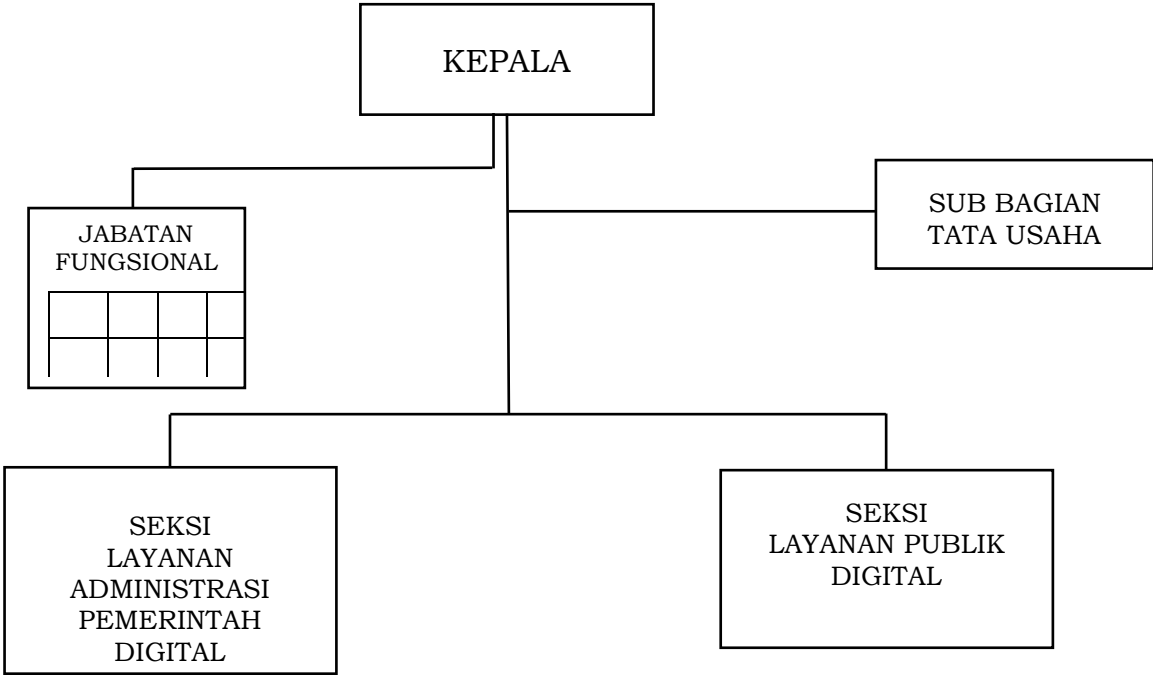 KEPALA
SUB BAGIAN
TATA USAHA
JABATAN
FUNGSIONAL
SEKSI
LAYANAN
ADMINISTRASI
PEMERINTAH
DIGITAL
SEKSI
LAYANAN PUBLIK
DIGITAL